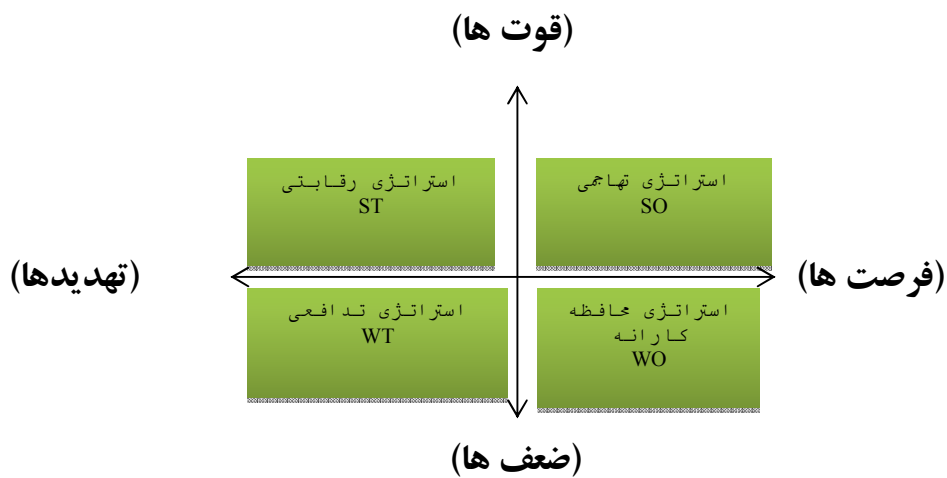 (قوت ها)
استراتژی تهاجمی
SO
استراتژی رقابتی
ST
(فرصت ها)
(تهدیدها)
استراتژی محافظه
کارانه
WO
استراتژی تدافعی
WT
(ضعف ها)